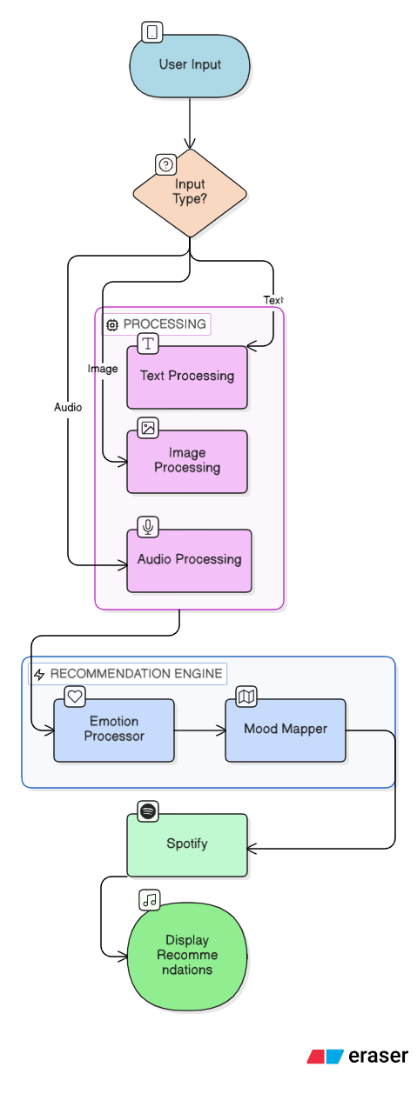 User Input
Input
Type?
Text
PROCESSING
Text Processing
Image
Image
Processing
Audio
Audio Processing
RECOMMENDATION ENGINE
Emotion
Processor
Mood Mapper
Spotify
Display
Recomme
ndations
eraser